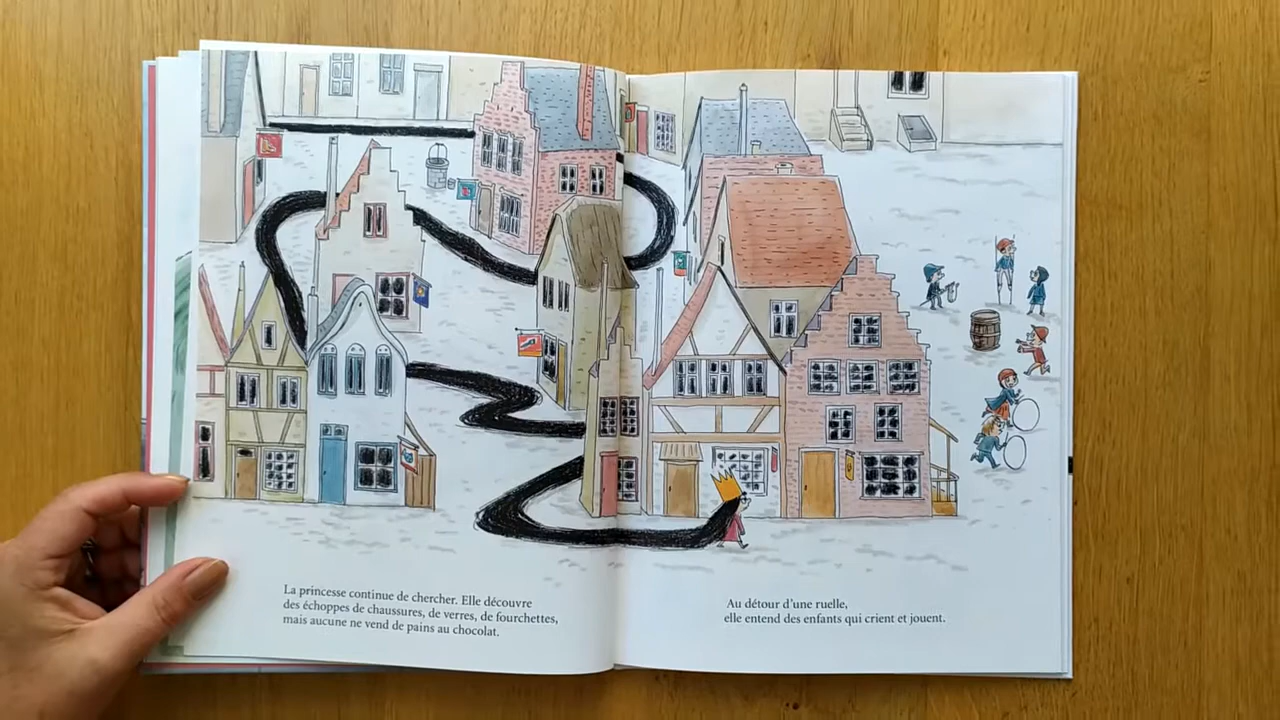 La princesse continue de chercher. Elle découvre
des échoppes de chaussures, de verres, de fourchettes,
mais aucune ne vend de pains au chocolat.
Au détour d'une ruelle,
elle entend des enfants qui crient et jouent.